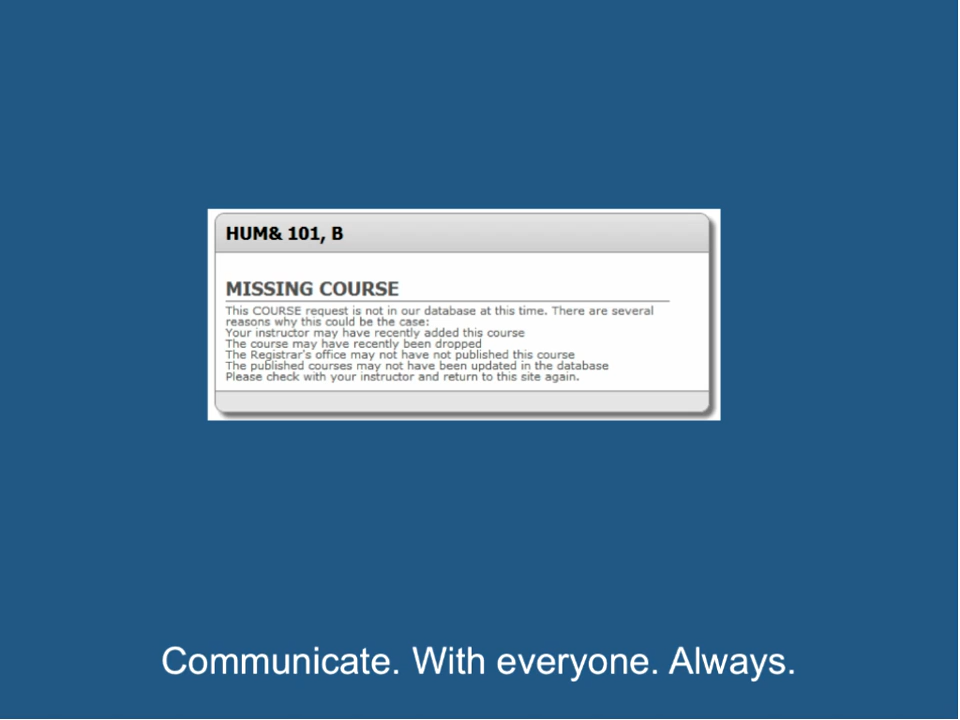 HUM& 101, B
MISSING COURSE
This COURSE request is not in our database at this time. There are several
reasons why this could be the case:
Your instructor may have recently added this course
The course may have recently been dropped
The Registrar's office may not have not published this course
The published courses may not have been updated in the database
Please check with your instructor and return to this site again.
Communicate. With everyone. Always.